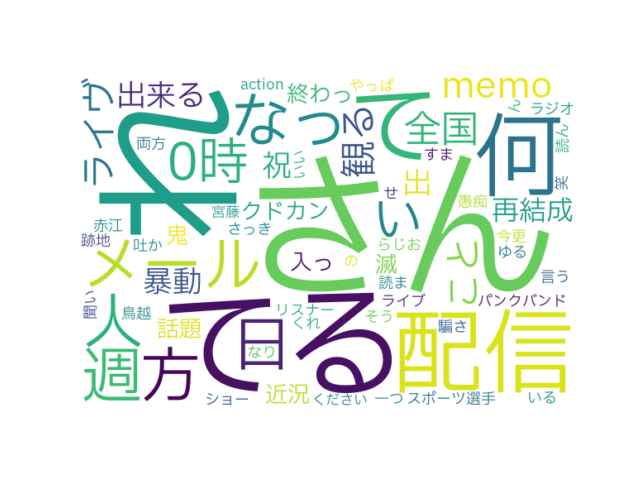 action
やっぱ
ライヴ
出来る
終わっ
memo
れ
なっ
て
観る
全国
何
ん
ラジオ
読ん
両方
0時
祝い
いい
すま
笑
さん
い
せ
出
愚痴
再結成
赤江
宮藤
クドカン
さっき
跡地
鬼
吐か
らじお
今更
ゆる
の
メール
入っ
滅
てる
暴動
読ま
言う
聞い
鳥越
人
リスナー
ライブ
パンクバンド
話題
くれ
そう
騙さ
日
配信
週
方
なり
ショー
近況
ください
一つ
スポーツ選手
いる